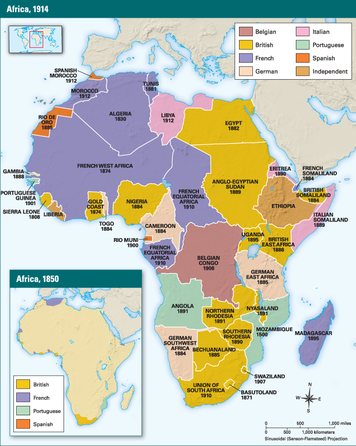 Africa, 1914
Belgian
British
French
German
Italian
Portuguese
Spanish
Independent
SPANISH
MOROCCO
1912
MOROCCO
1912
TUNIS
1881
RIO DE
ORO
1885
ALGERIA
1830
LIBYA
1912
EGYPT
1882
FRENCH WEST AFRICA
1874
GAMBIA
1888
PORTUGUESE
GUINEA
1901
SIERRA LEONE
1808
LIBERIA
GOLD
COAST
1874
TOGO
1884
NIGERIA
1884
CAMEROON
1884
RIO MUNI
1900
FRENCH
EQUATORIAL
AFRICA
1910
FRENCH
EQUATORIAL
AFRICA
1910
ANGLO-EGYPTIAN
SUDAN
1899
ERITREA
1890
FRENCH
SOMALILAND
1884
BRITISH
SOMALILAND
1884
ETHIOPIA
ITALIAN
SOMALILAND
1889
UGANDA
1895
BRITISH
EAST AFRICA
1888
BELGIAN
CONGO
1908
GERMAN
EAST AFRICA
1885
ANGOLA
1891
NORTHERN
RHODESIA
1891
NYASALAND
1891
SOUTHERN
RHODESIA
1890
MOZAMBIQUE
1508
MADAGASCAR
1895
GERMAN
SOUTHWEST
AFRICA
1884
BECHUANALAND
1885
UNION OF
SOUTH AFRICA
1910
SWAZILAND
1907
BASUTOLAND
1871
Africa, 1850
British
French
Portuguese
Spanish
N
W
E
S
0
500
1,000 miles
0
500
1,000 kilometers
Sinusoidal (Sanson-Flamsteed) Projection